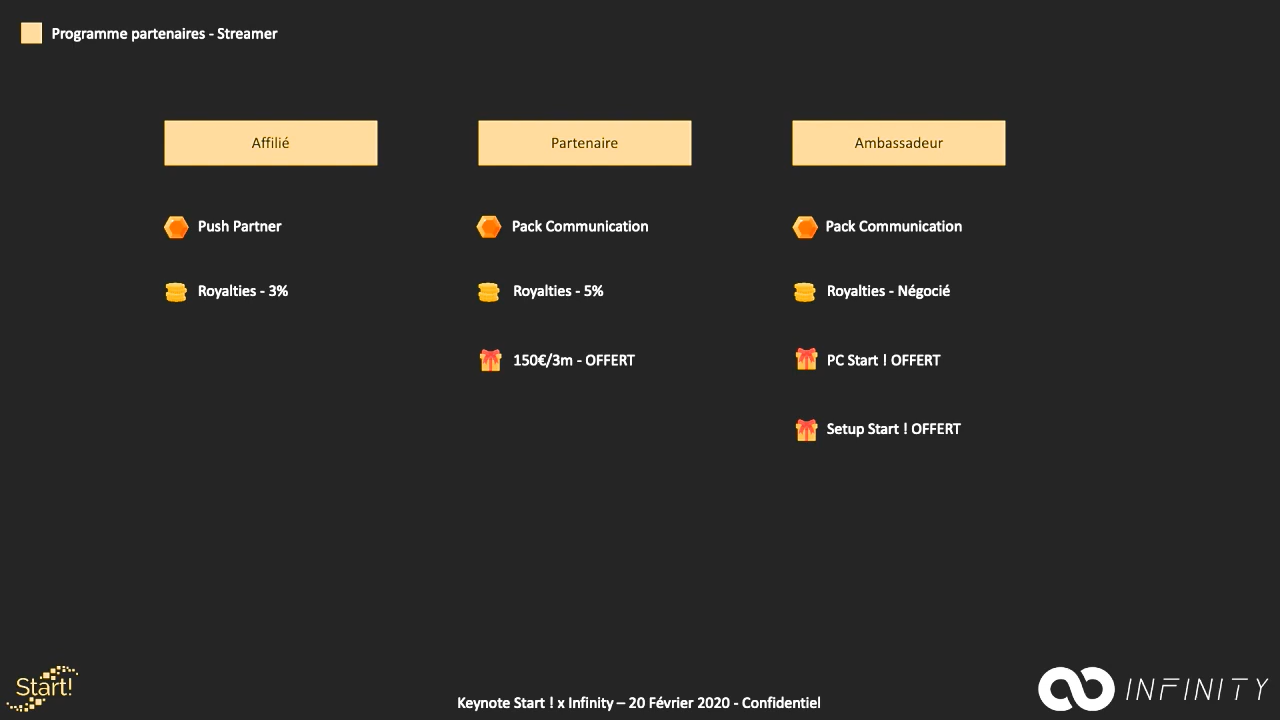 Programme partenaires - Streamer
Affilié
Partenaire
Ambassadeur
Push Partner
Pack Communication
Pack Communication
Royalties - 3%
Royalties - 5%
Royalties - Négocié
150€/3m - OFFERT
PC Start ! OFFERT
Setup Start ! OFFERT
Start!
Keynote Start ! x Infinity – 20 Février 2020 - Confidentiel
INFINITY